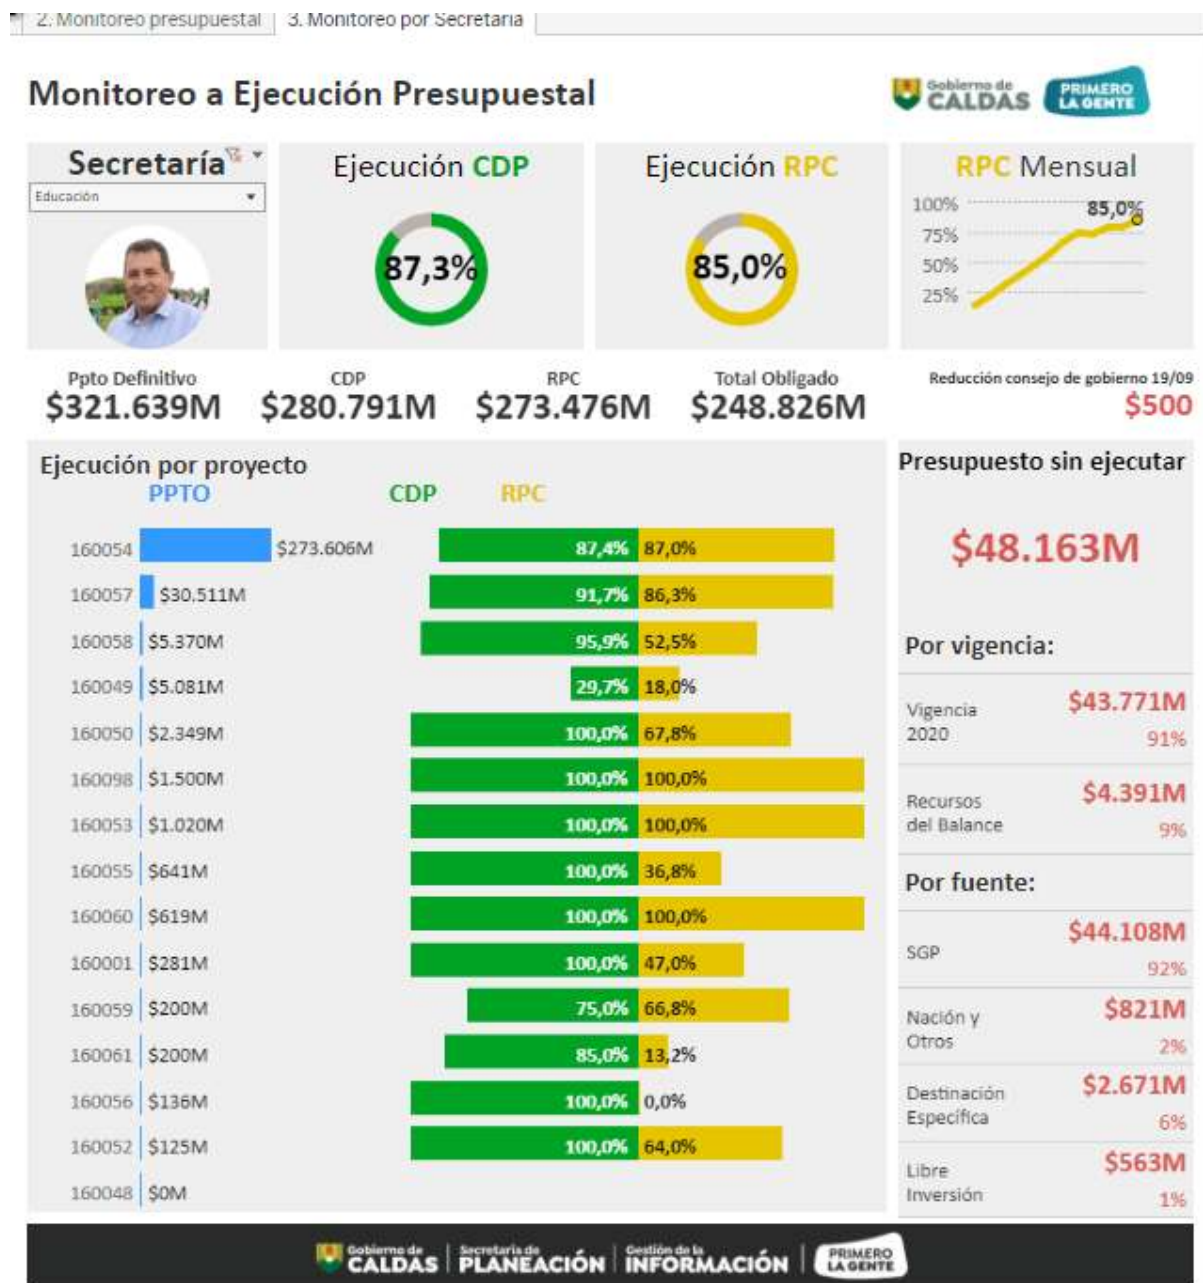 2. Monitoreo presupuestal 3. Monitoreo por Secretaría
Monitoreo a Ejecución Presupuestal
Gobierno de
CALDAS
PRIMERO
LA GENTE
Secretaría
Educación
Ejecución CDP
87,3%
Ejecución RPC
85,0%
RPC Mensual
100%
85,0%
75%
50%
25%
Ppto Definitivo
$321.639M
CDP
$280.791M
RPC
$273.476M
Total Obligado
$248.826M
Reducción consejo de gobierno 19/09
$500
Ejecución por proyecto
PPTO CDP RPC
160054 $273.606M 87,4% 87,0%
160057 $30.511M 91,7% 86,3%
160058 $5.370M 95,9% 52,5%
160049 $5.081M 29,7% 18,0%
160050 $2.349M 100,0% 67,8%
160098 $1.500M 100,0% 100,0%
160053 $1.020M 100,0% 100,0%
160055 $641M 100,0% 36,8%
160060 $619M 100,0% 100,0%
160001 $281M 100,0% 47,0%
160059 $200M 75,0% 66,8%
160061 $200M 85,0% 13,2%
160056 $136M 100,0% 0,0%
160052 $125M 100,0% 64,0%
160048 $0M
Presupuesto sin ejecutar
$48.163M
Por vigencia:
Vigencia
2020
$43.771M
91%
Recursos
del Balance
$4.391M
9%
Por fuente:
SGP
$44.108M
92%
Nación y
Otros
$821M
2%
Destinación
Específica
$2.671M
6%
Libre
Inversión
$563M
1%
Gobierno de
CALDAS
Secretaría de
PLANEACIÓN
Gestión de la
INFORMACIÓN
PRIMERO
LA GENTE